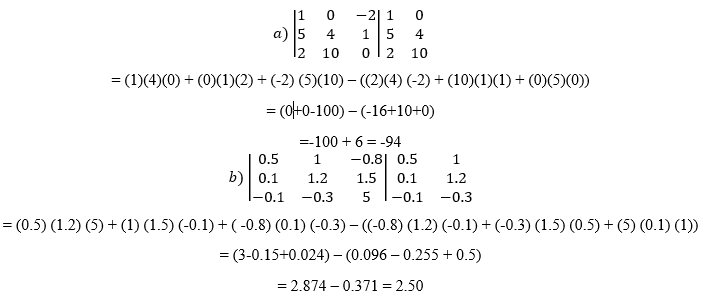 |1 0 −2| 1 0
a) |5 4 1| 5 4
|2 10 0| 2 10
= (1)(4)(0) + (0)(1)(2) + (-2) (5)(10) – ((2)(4) (-2) + (10)(1)(1) + (0)(5)(0))
= (0+0-100) – (-16+10+0)
=-100 + 6 = -94
| 0.5 1 −0.8| 0.5 1
b) | 0.1 1.2 1.5 | 0.1 1.2
|−0.1 −0.3 5 | −0.1 −0.3
= (0.5) (1.2) (5) + (1) (1.5) (-0.1) + ( -0.8) (0.1) (-0.3) – ((-0.8) (1.2) (-0.1) + (-0.3) (1.5) (0.5) + (5) (0.1) (1))
= (3-0.15+0.024) – (0.096 – 0.255 + 0.5)
= 2.874 – 0.371 = 2.50